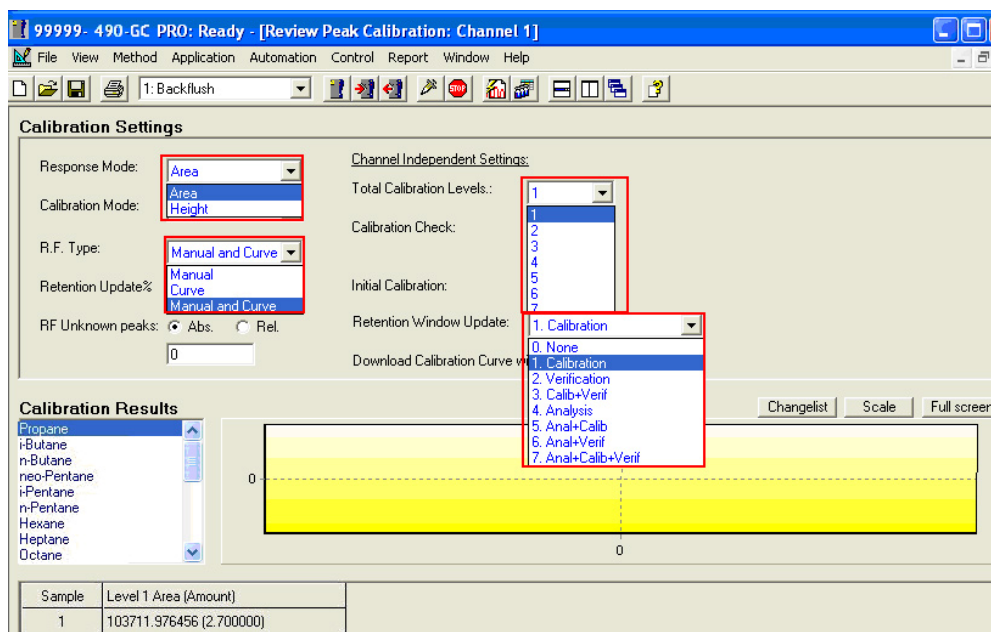 99999- 490-GC PRO: Ready - [Review Peak Calibration: Channel 1]
File View Method Application Automation Control Report Window Help
1: Backflush
STOP
Calibration Settings
Response Mode:
Area
Area
Height
Calibration Mode:
R.F. Type:
Manual and Curve
Manual
Curve
Manual and Curve
Retention Update%
RF Unknown peaks: Abs. Rel.
0
Channel Independent Settings:
Total Calibration Levels.:
1
1
2
3
4
5
6
7
Calibration Check:
Initial Calibration:
Retention Window Update:
1. Calibration
0. None
1. Calibration
2. Verification
3. Calib+Verif
4. Analysis
5. Anal+Calib
6. Anal+Verif
7. Anal+Calib+Verif
Download Calibration Curve
Calibration Results
Changelist Scale Full screen
Propane
i-Butane
n-Butane
neo-Pentane
i-Pentane
n-Pentane
Hexane
Heptane
Octane
0
0
Sample Level 1 Area (Amount)
1 103711.976456 (2.700000)